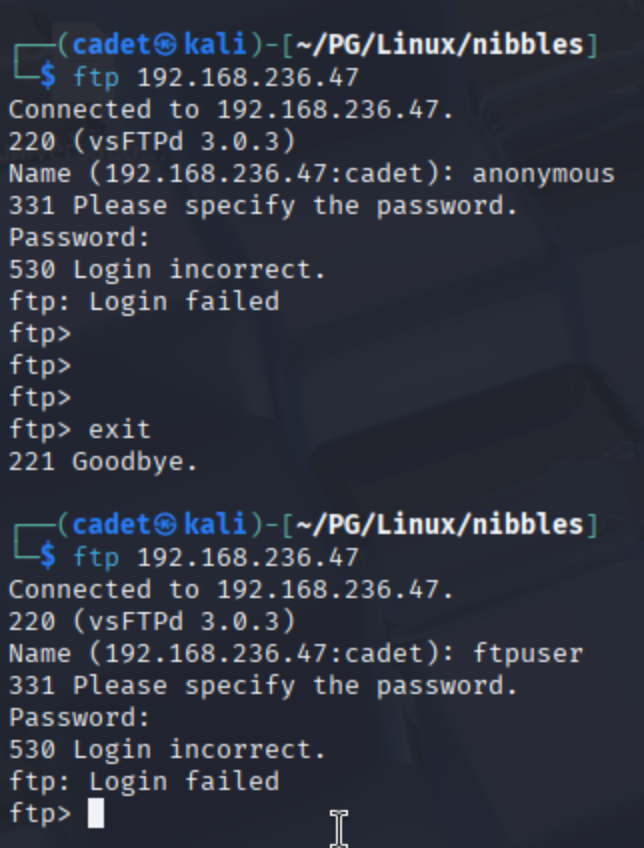 ┌──(cadet㉿kali)-[~/PG/Linux/nibbles]
└─$ ftp 192.168.236.47
Connected to 192.168.236.47.
220 (vsFTPd 3.0.3)
Name (192.168.236.47:cadet): anonymous
331 Please specify the password.
Password:
530 Login incorrect.
ftp: Login failed
ftp>
ftp>
ftp>
ftp> exit
221 Goodbye.
┌──(cadet㉿kali)-[~/PG/Linux/nibbles]
└─$ ftp 192.168.236.47
Connected to 192.168.236.47.
220 (vsFTPd 3.0.3)
Name (192.168.236.47:cadet): ftpuser
331 Please specify the password.
Password:
530 Login incorrect.
ftp: Login failed
ftp>